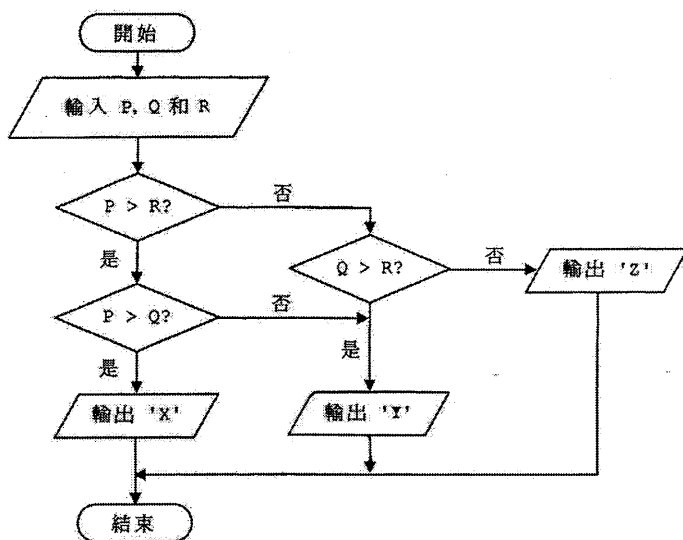 開始
輸入 P, Q 和 R
P > R?
否
是
Q > R?
否
輸出 'Z'
P > Q?
否
是
是
輸出 'X'
輸出 'Y'
結束